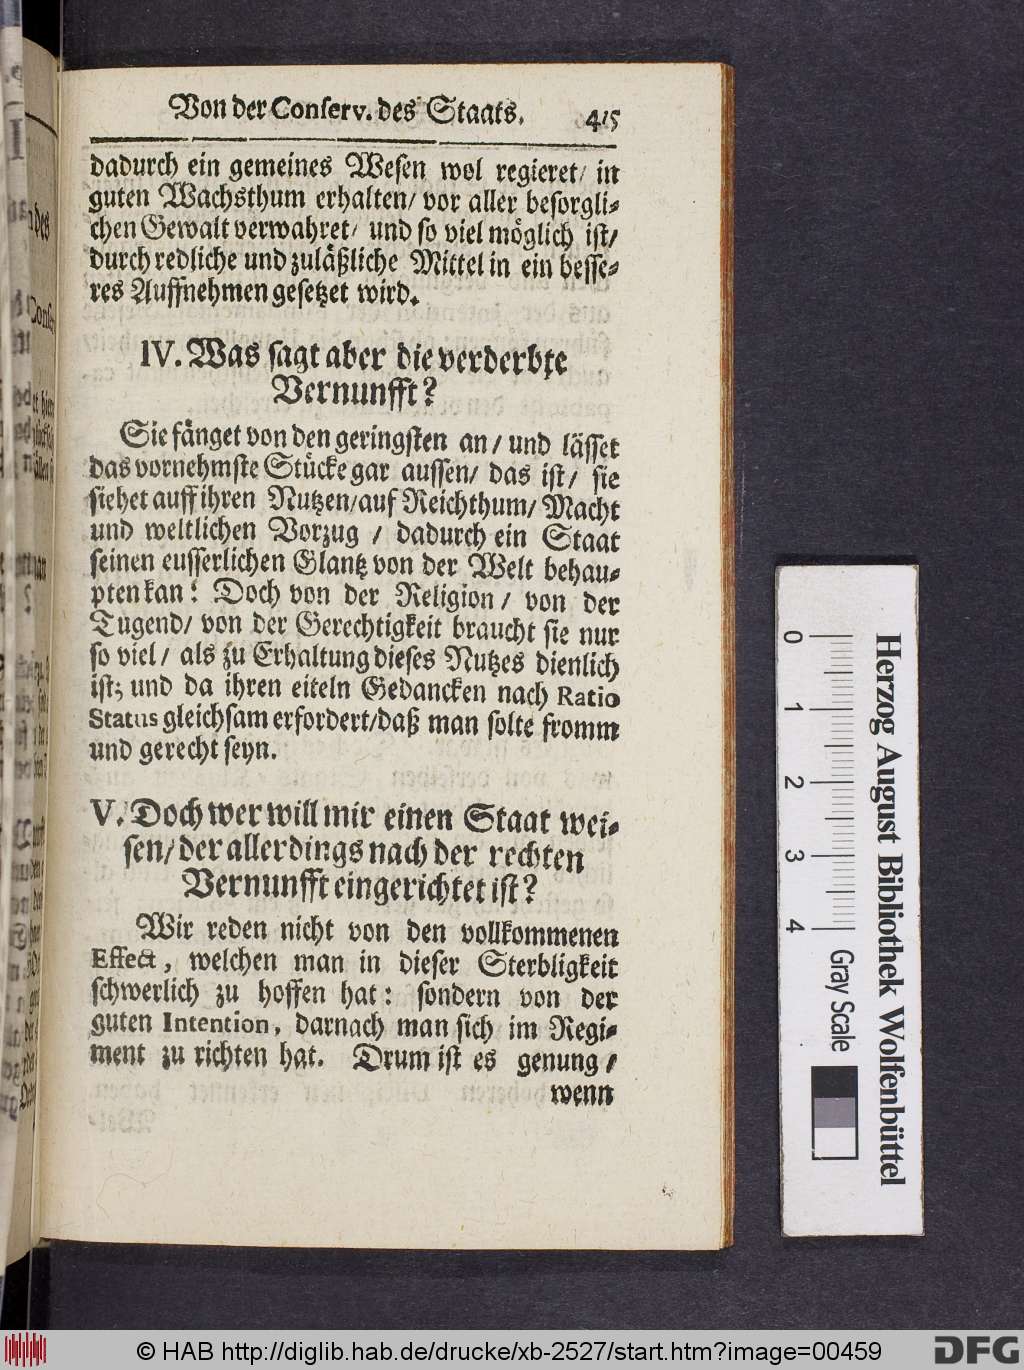 Von der Conserv. des Staats. 415
dadurch ein gemeines Wesen wol regieret/ in
guten Wachsthum erhalten/ vor aller besorgli-
chen Gewalt verwahret/ und so viel möglich ist/
durch redliche und zuläßliche Mittel in ein besse-
res Auffnehmen gesetzet wird.
IV. Was sagt aber die verderbte
Vernunfft?
Sie fänget von den geringsten an/ und lässet
das vornehmste Stücke gar aussen/ das ist/ sie
siehet auff ihren Nutzen/ auf Reichthum/ Macht
und weltlichen Vorzug / dadurch ein Staat
seinen eusserlichen Glantz von der Welt behau-
pten kan: Doch von der Religion/ von der
Tugend/ von der Gerechtigkeit braucht sie nur
so viel/ als zu Erhaltung dieses Nutzes dienlich
ist; und da ihren eiteln Gedancken nach Ratio
Status gleichsam erfordert/ daß man solte fromm
und gerecht seyn.
V. Doch wer will mir einen Staat wei-
sen/ der allerdings nach der rechten
Vernunfft eingerichtet ist?
Wir reden nicht von den vollkommenen
Effect, welchen man in dieser Sterbligkeit
schwerlich zu hoffen hat: sondern von der
guten Intention, darnach man sich im Regi-
ment zu richten hat. Drum ist es genung/
wenn
0 1 2 3 4 Gray Scale
Herzog August Bibliothek Wolfenbüttel
© HAB http://diglib.hab.de/drucke/xb-2527/start.htm?image=00459
DFG